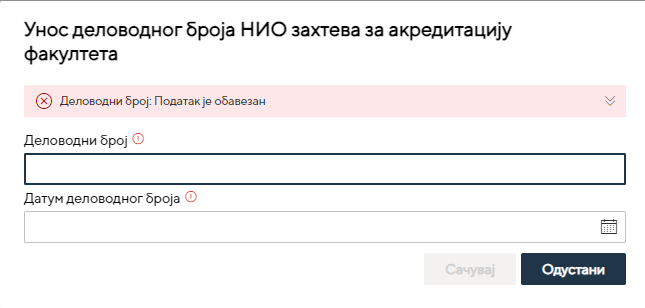 Унос деловодног броја НИО захтева за акредитацију
факултета
Деловодни број: Податак је обавезан
Деловодни број
Датум деловодног броја
Сачувај
Одустани